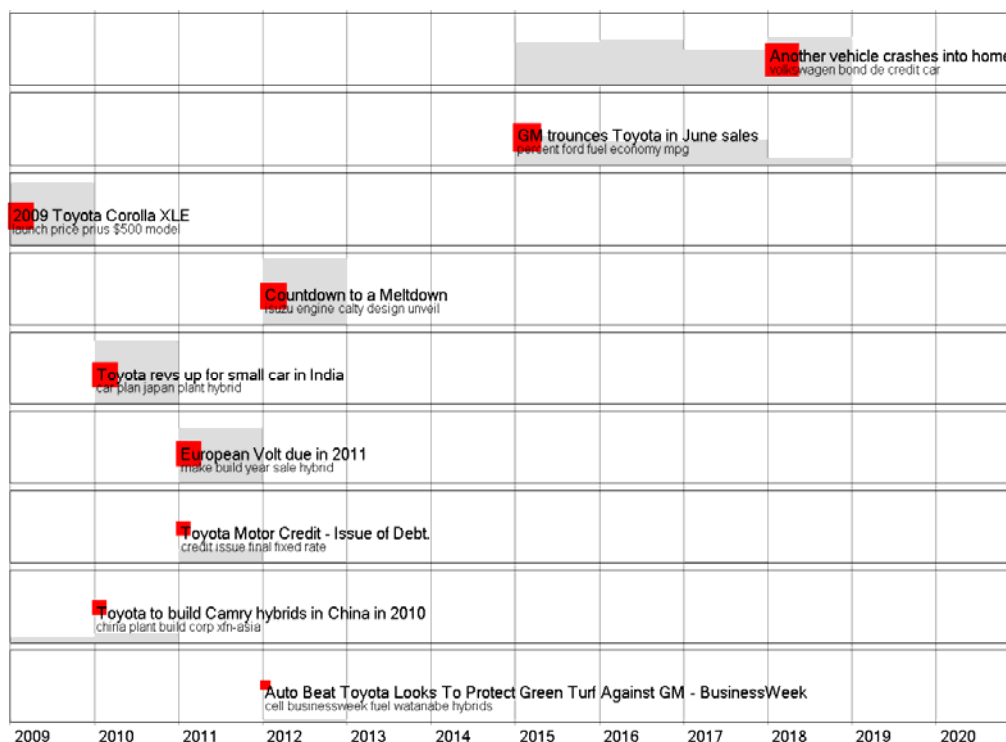 Another vehicle crashes into home
volkswagen bond de credit car
GM trounces Toyota in June sales
percent ford fuel economy mpg
2009 Toyota Corolla XLE
launch price prius $500 model
Countdown to a Meltdown
isuzu engine calty design unveil
Toyota revs up for small car in India
car plan japan plant hybrid
European Volt due in 2011
make build year sale hybrid
Toyota Motor Credit - Issue of Debt.
credit issue final fixed rate
Toyota to build Camry hybrids in China in 2010
china plant build corp xfn-asia
Auto Beat Toyota Looks To Protect Green Turf Against GM - BusinessWeek
cell businessweek fuel watanabe hybrids
2009 2010 2011 2012 2013 2014 2015 2016 2017 2018 2019 2020